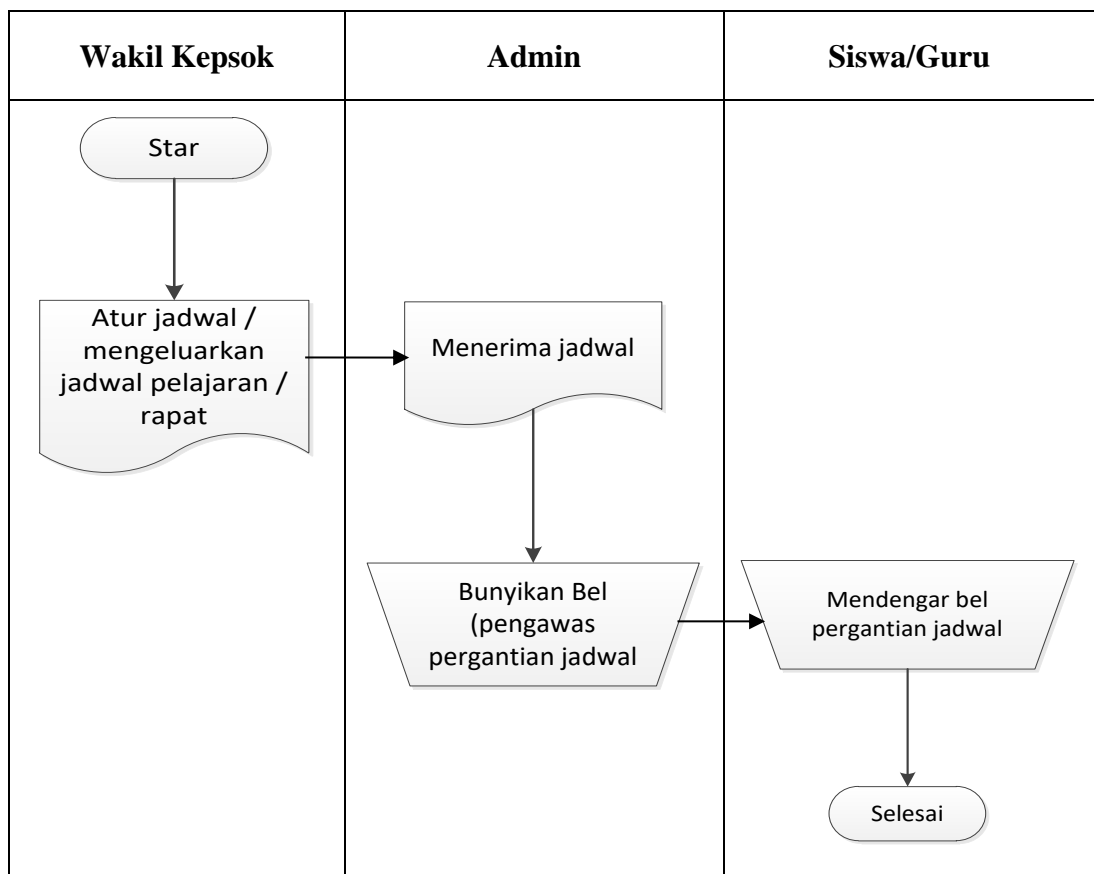 Wakil Kepsok
Admin
Siswa/Guru
Star
Atur jadwal /
mengeluarkan
jadwal pelajaran /
rapat
Menerima jadwal
Bunyikan Bel
(pengawas
pergantian jadwal
Mendengar bel
pergantian jadwal
Selesai